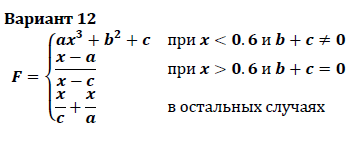 Вариант 12
F = { ax³ + b² + c при x < 0.6 и b + c ≠ 0
(x − a)/(x − c) при x > 0.6 и b + c = 0
x/c + x/a в остальных случаях